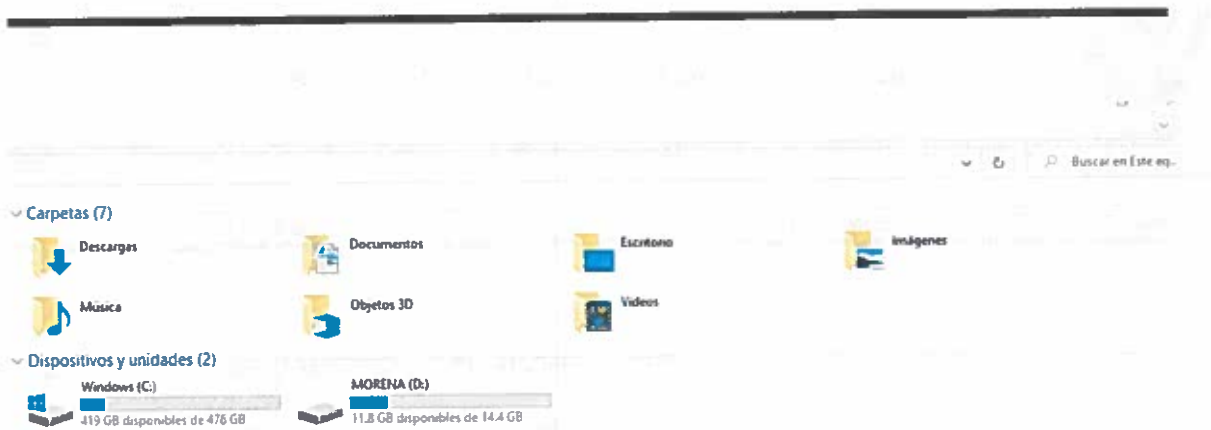 Buscar en Este eq...
Carpetas (7)
Descargas
Documentos
Escritorio
Imágenes
Música
Objetos 3D
Videos
Dispositivos y unidades (2)
Windows (C:)
419 GB disponibles de 476 GB
MORENA (D:)
11.8 GB disponibles de 14.4 GB